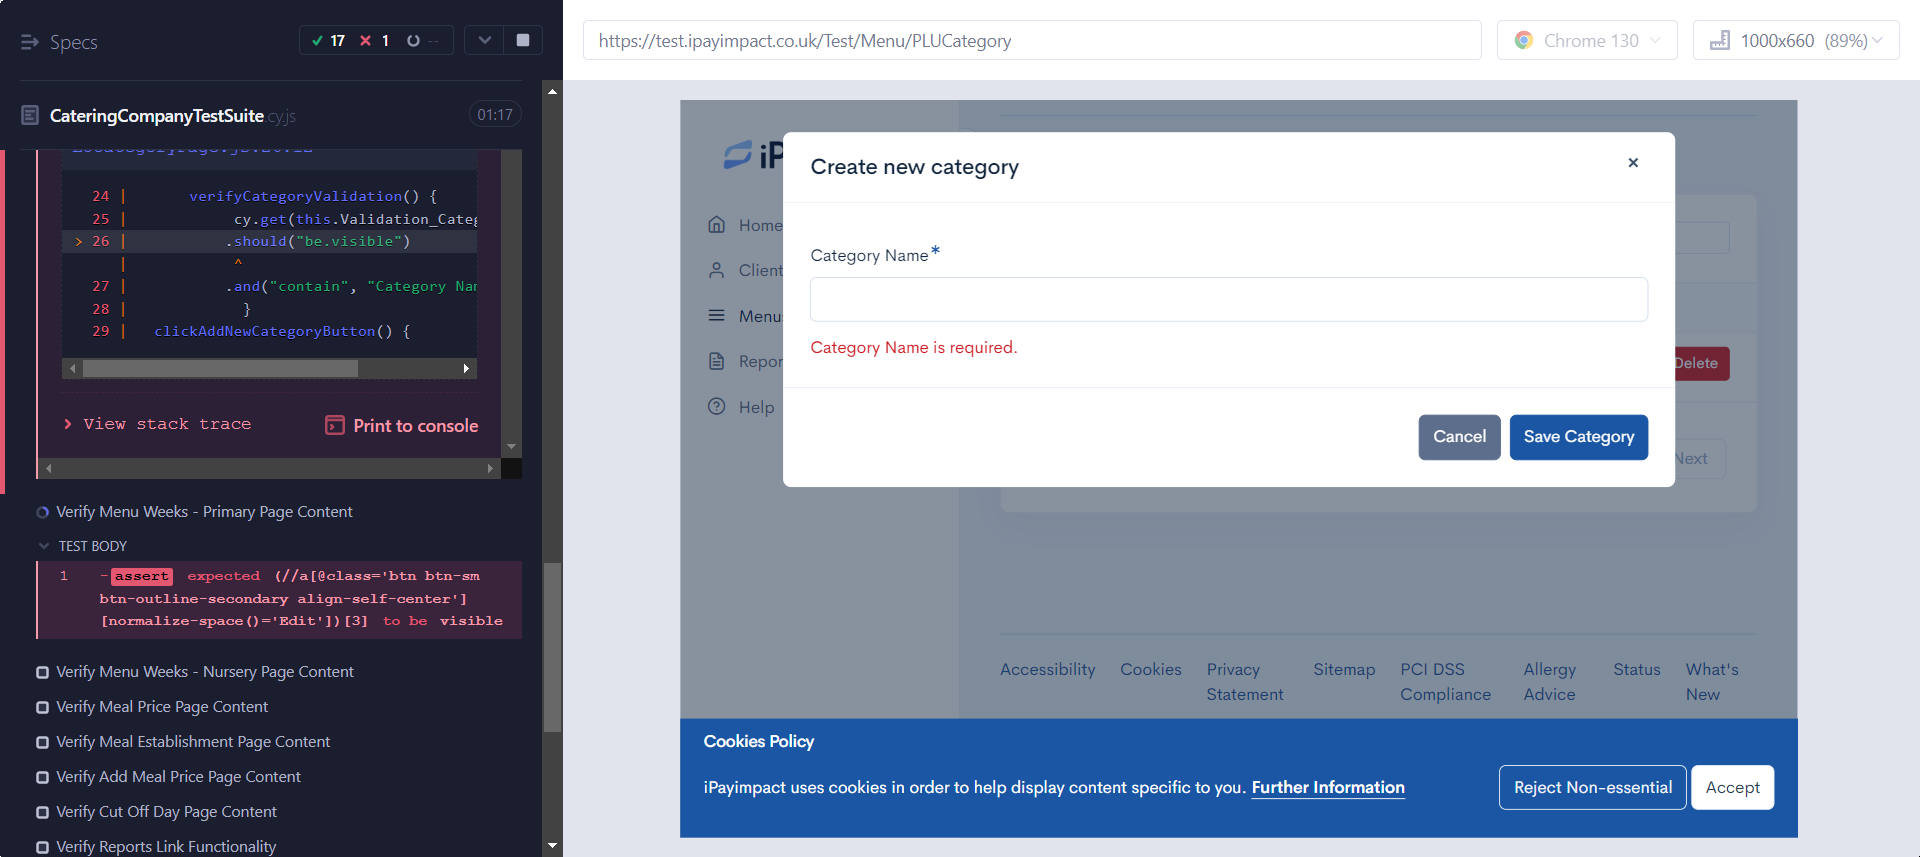 Specs
17
1
--
CateringCompanyTestSuite.cy.js
01:17
24 | verifyCategoryValidation() {
25 | cy.get(this.Validation_Categ
> 26 | .should("be.visible")
| ^
27 | .and("contain", "Category Nam
28 | }
29 | clickAddNewCategoryButton() {
View stack trace
Print to console
Verify Menu Weeks - Primary Page Content
TEST BODY
1 -assert expected (//a[@class='btn btn-sm
btn-outline-secondary align-self-center']
[normalize-space()='Edit'])[3] to be visible
Verify Menu Weeks - Nursery Page Content
Verify Meal Price Page Content
Verify Meal Establishment Page Content
Verify Add Meal Price Page Content
Verify Cut Off Day Page Content
Verify Reports Link Functionality
https://test.ipayimpact.co.uk/Test/Menu/PLUCategory
Chrome 130
1000x660 (89%)
iP
Home
Client
Menu
Repor
Help
Create new category
×
Category Name*
Category Name is required.
Cancel
Save Category
Delete
Next
Accessibility
Cookies
Privacy
Statement
Sitemap
PCI DSS
Compliance
Allergy
Advice
Status
What's
New
Cookies Policy
iPayimpact uses cookies in order to help display content specific to you. Further Information
Reject Non-essential
Accept